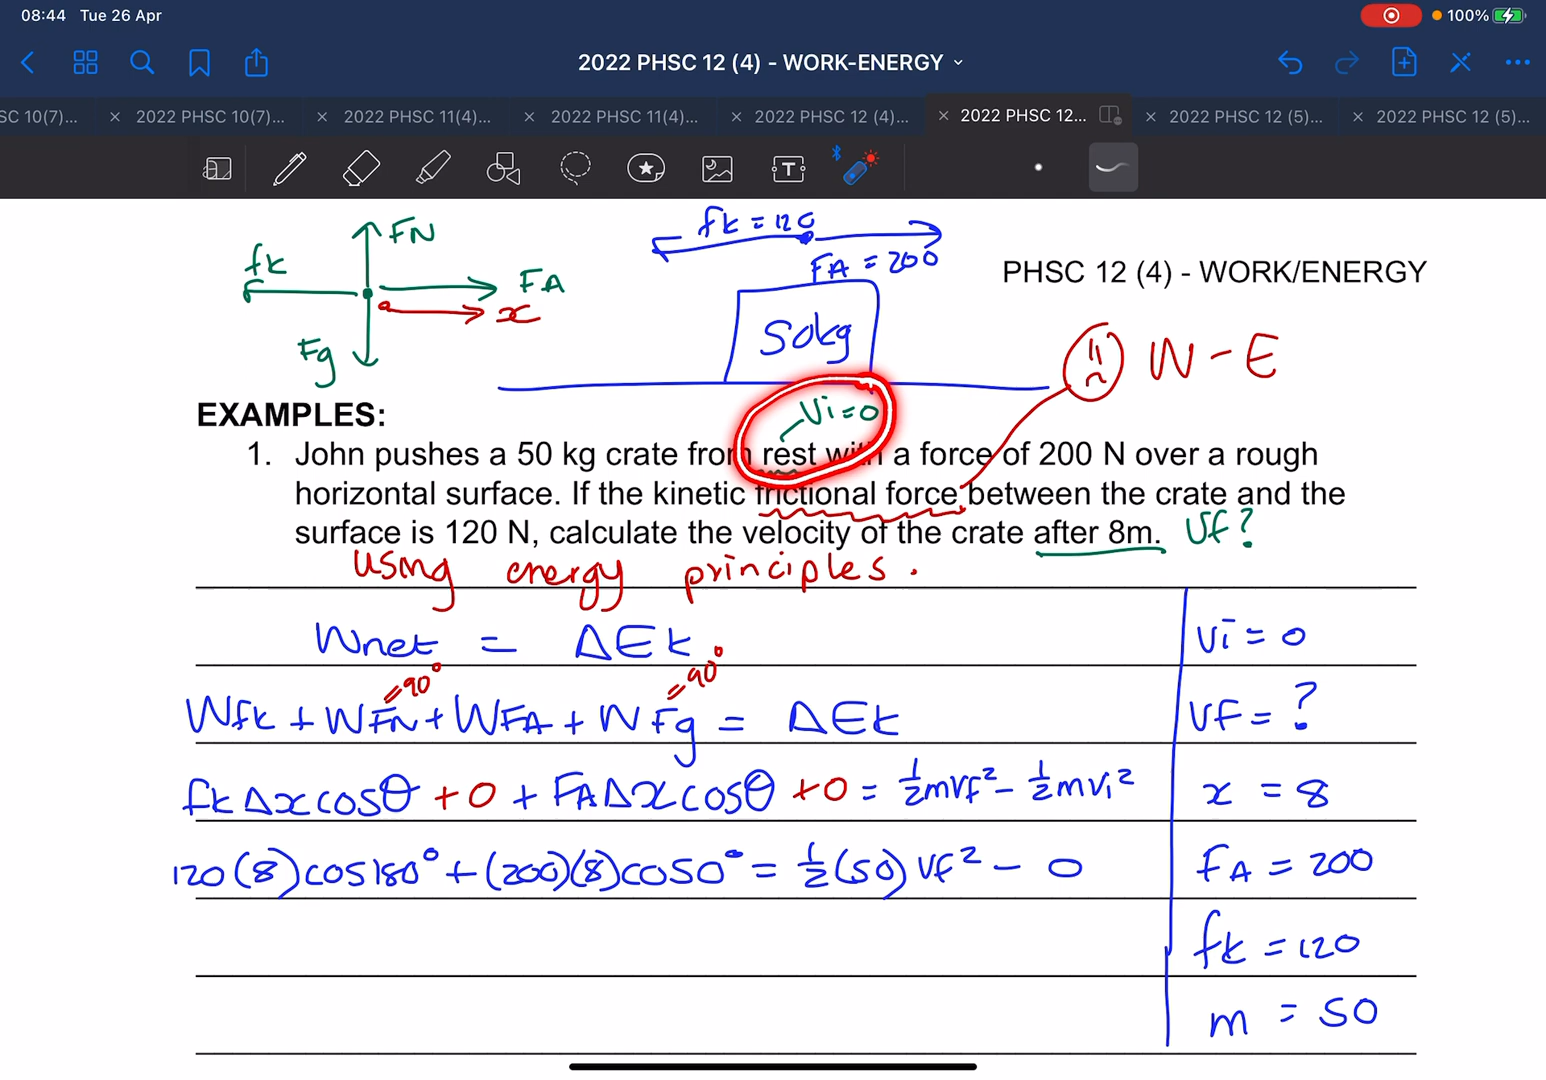 08:44 Tue 26 Apr
100%
2022 PHSC 12 (4) - WORK-ENERGY
SC 10(7)... × 2022 PHSC 10(7)... × 2022 PHSC 11(4)... × 2022 PHSC 11(4)... × 2022 PHSC 12 (4)... × 2022 PHSC 12... × 2022 PHSC 12 (5)... × 2022 PHSC 12 (5)...
T
FN
fk
FA
x
Fg
fk = 120
FA = 200
50kg
PHSC 12 (4) - WORK/ENERGY
W - E
EXAMPLES:
Vi = 0
1. John pushes a 50 kg crate from rest with a force of 200 N over a rough
horizontal surface. If the kinetic frictional force between the crate and the
surface is 120 N, calculate the velocity of the crate after 8m. Vf?
using energy principles.
Wnet = ΔEk
=90°
=90°
Wfk + WFN + WFA + WFg = ΔEk
fkΔxcosθ +0 + FAΔxcosθ +0 = ½mvf² - ½mvi²
120(8)cos180° + (200)(8)cos0° = ½(50)vf² - 0
Vi = 0
Vf = ?
x = 8
FA = 200
fk = 120
m = 50